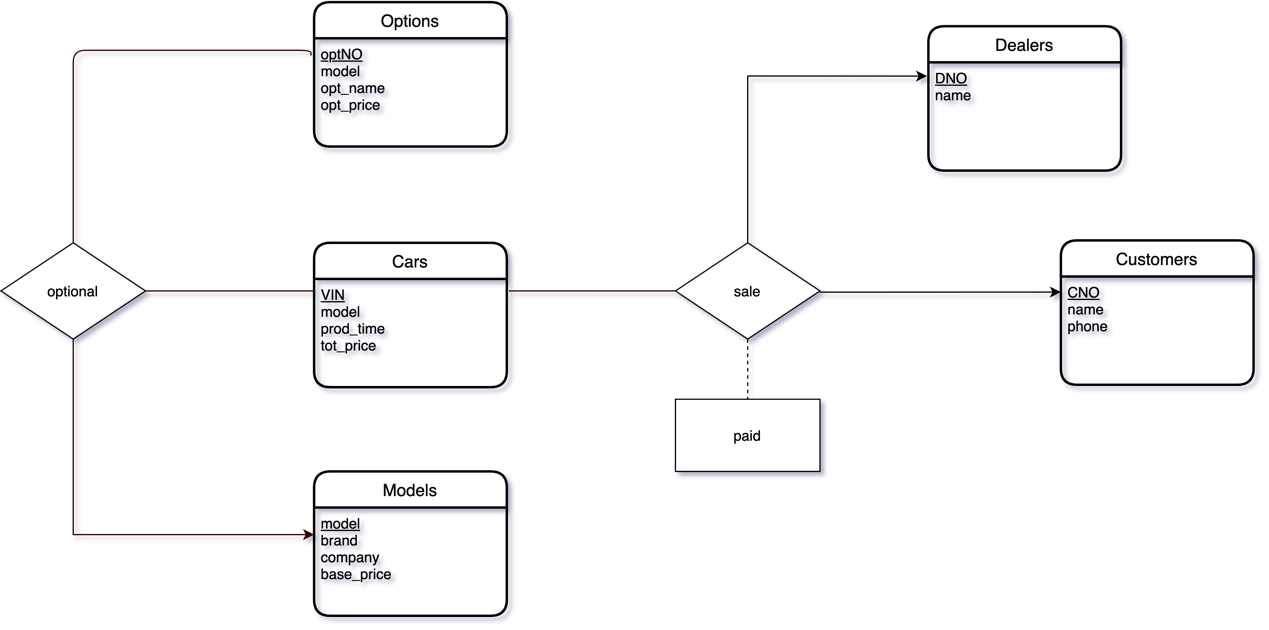 Options
optNO
model
opt_name
opt_price
Dealers
DNO
name
optional
Cars
VIN
model
prod_time
tot_price
sale
Customers
CNO
name
phone
paid
Models
model
brand
company
base_price